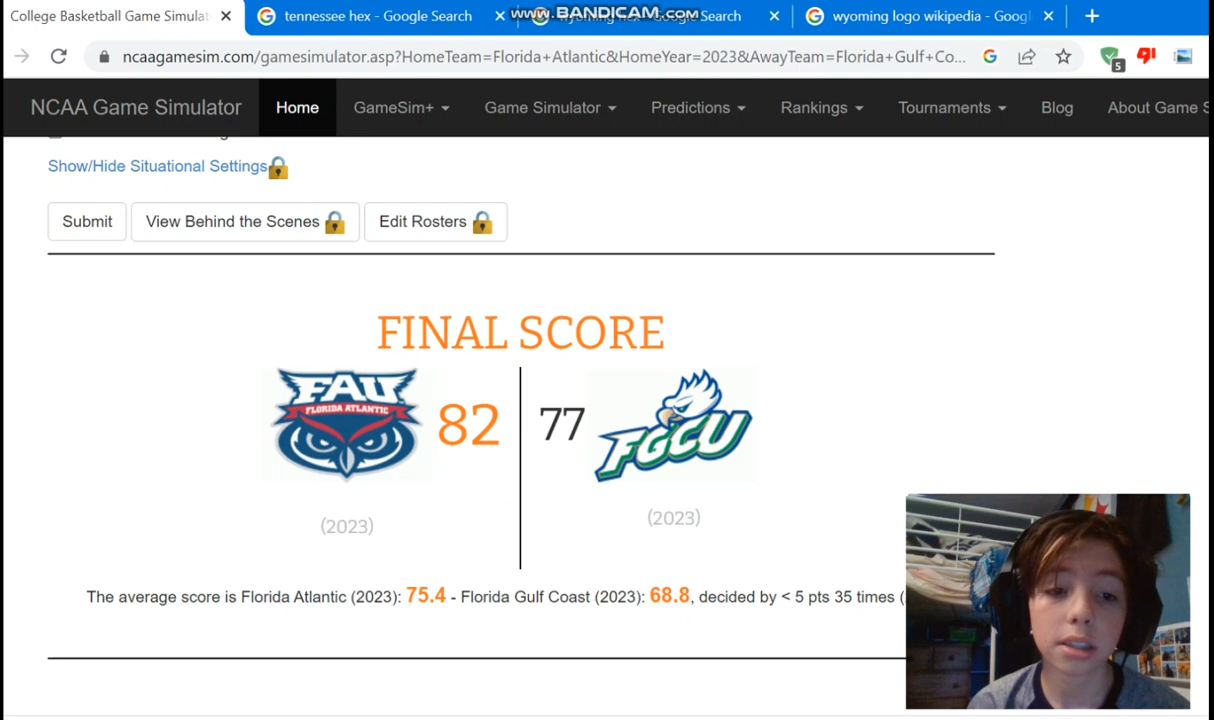 College Basketball Game Simulat
tennessee hex - Google Search
www.BANDICAM.com
Search
wyoming logo wikipedia - Googl
ncaagamesim.com/gamesimulator.asp?HomeTeam=Florida+Atlantic&HomeYear=2023&AwayTeam=Florida+Gulf+Co...
5
NCAA Game Simulator
Home
GameSim+
Game Simulator
Predictions
Rankings
Tournaments
Blog
About Game S
Show/Hide Situational Settings
Submit
View Behind the Scenes
Edit Rosters
FINAL SCORE
FAU
FLORIDA ATLANTIC
82
77
FGCU
(2023)
(2023)
The average score is Florida Atlantic (2023): 75.4 - Florida Gulf Coast (2023): 68.8, decided by < 5 pts 35 times (